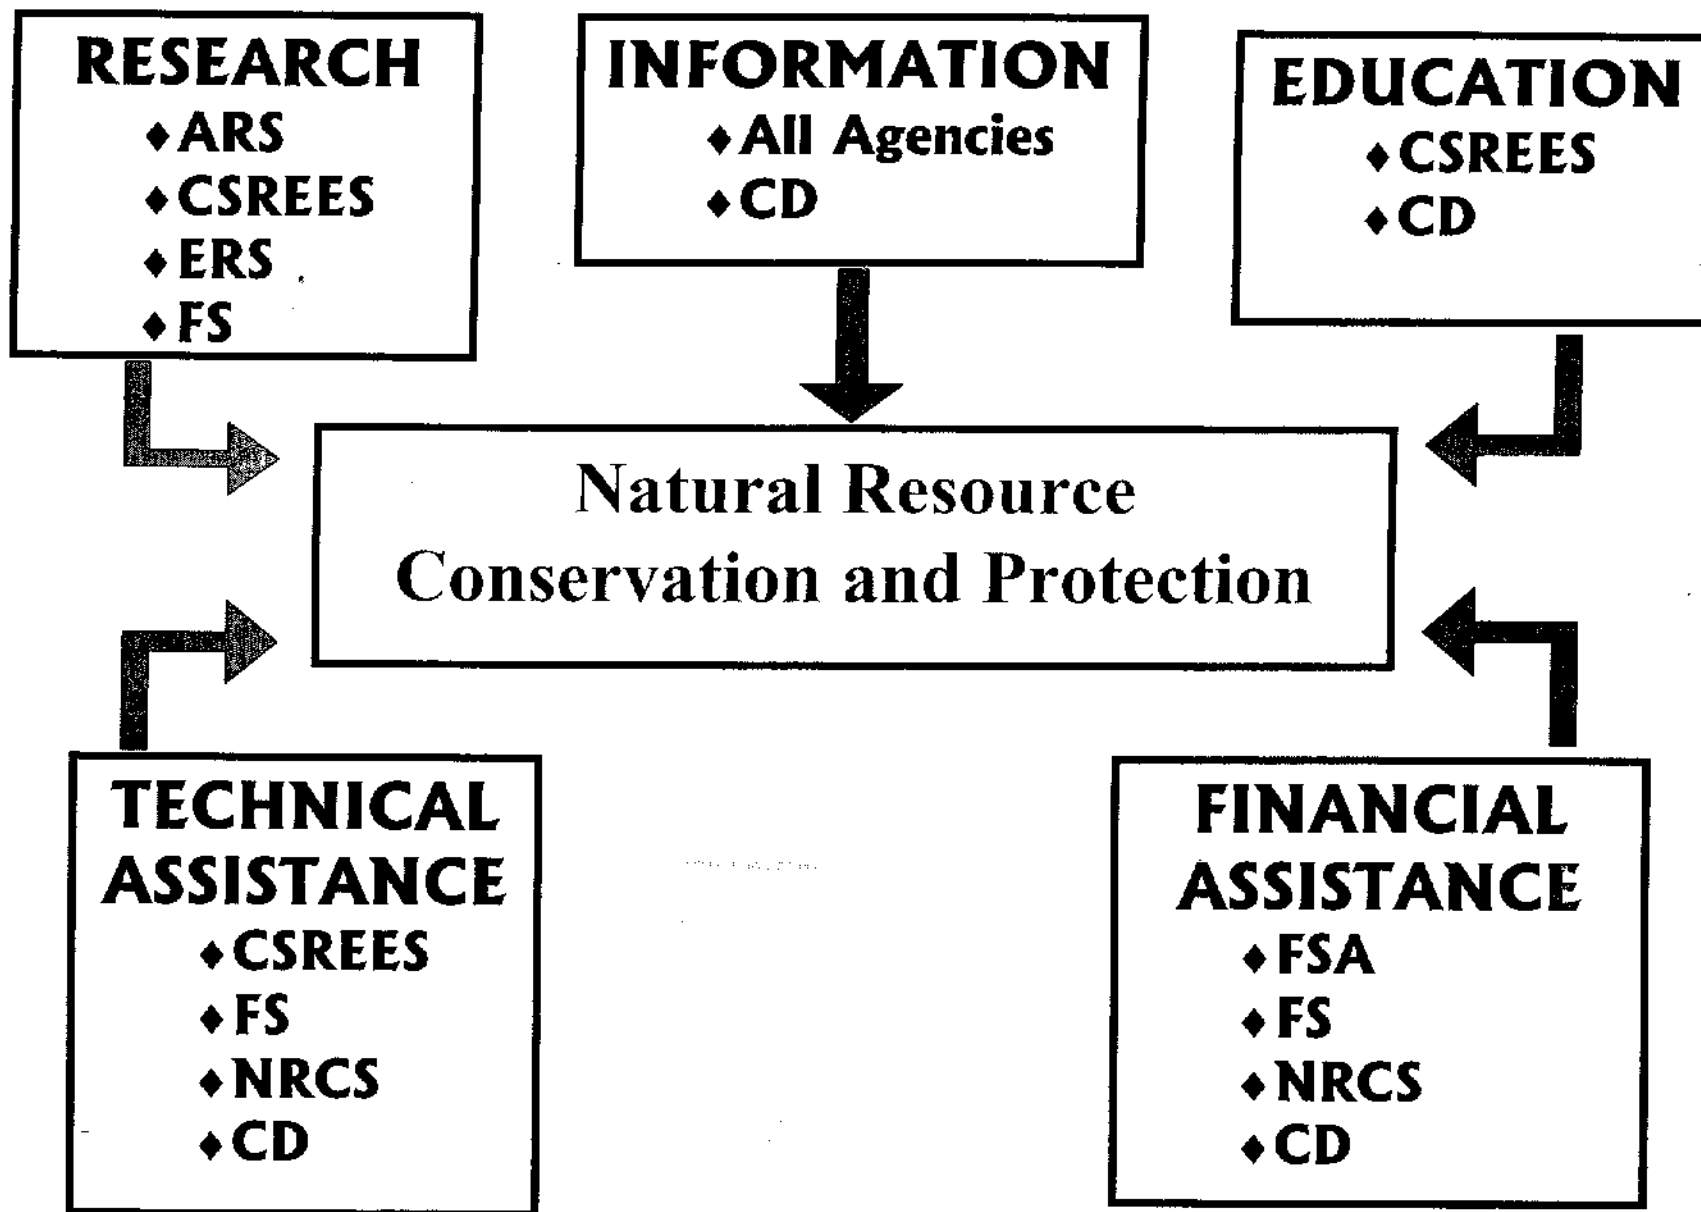 RESEARCH
♦ARS
♦CSREES
♦ERS
♦FS
INFORMATION
♦All Agencies
♦CD
EDUCATION
♦CSREES
♦CD
Natural Resource
Conservation and Protection
TECHNICAL
ASSISTANCE
♦CSREES
♦FS
♦NRCS
♦CD
FINANCIAL
ASSISTANCE
♦FSA
♦FS
♦NRCS
♦CD